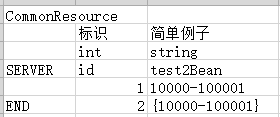 CommonResource
标识 简单例子
int string
SERVER id test2Bean
1 10000-100001
END 2 {10000-100001}